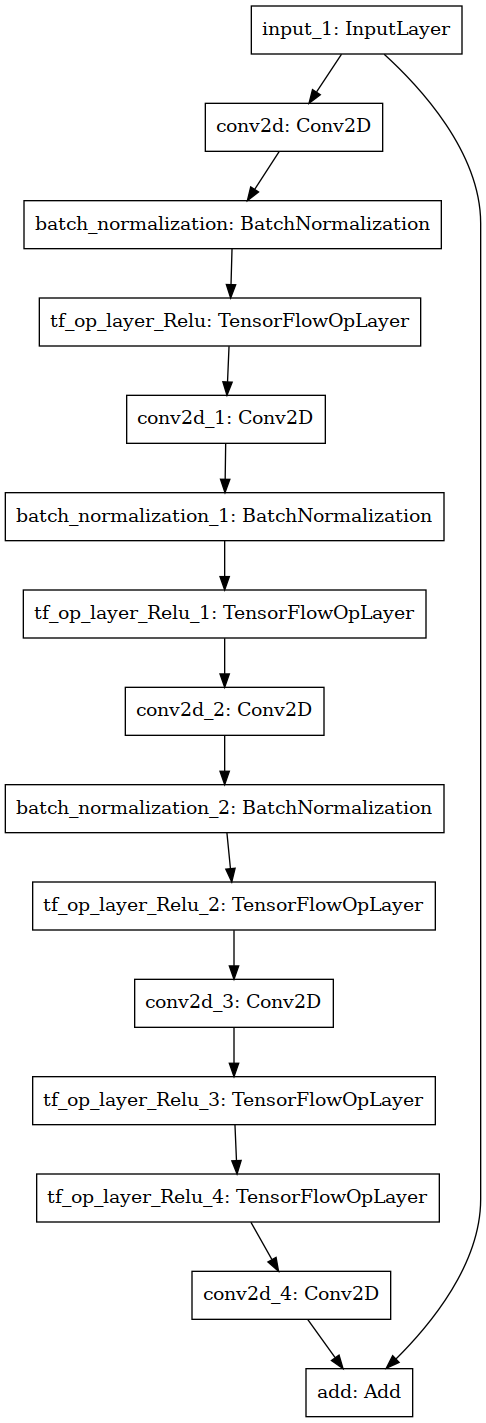 input_1: InputLayer
conv2d: Conv2D
batch_normalization: BatchNormalization
tf_op_layer_Relu: TensorFlowOpLayer
conv2d_1: Conv2D
batch_normalization_1: BatchNormalization
tf_op_layer_Relu_1: TensorFlowOpLayer
conv2d_2: Conv2D
batch_normalization_2: BatchNormalization
tf_op_layer_Relu_2: TensorFlowOpLayer
conv2d_3: Conv2D
tf_op_layer_Relu_3: TensorFlowOpLayer
tf_op_layer_Relu_4: TensorFlowOpLayer
conv2d_4: Conv2D
add: Add